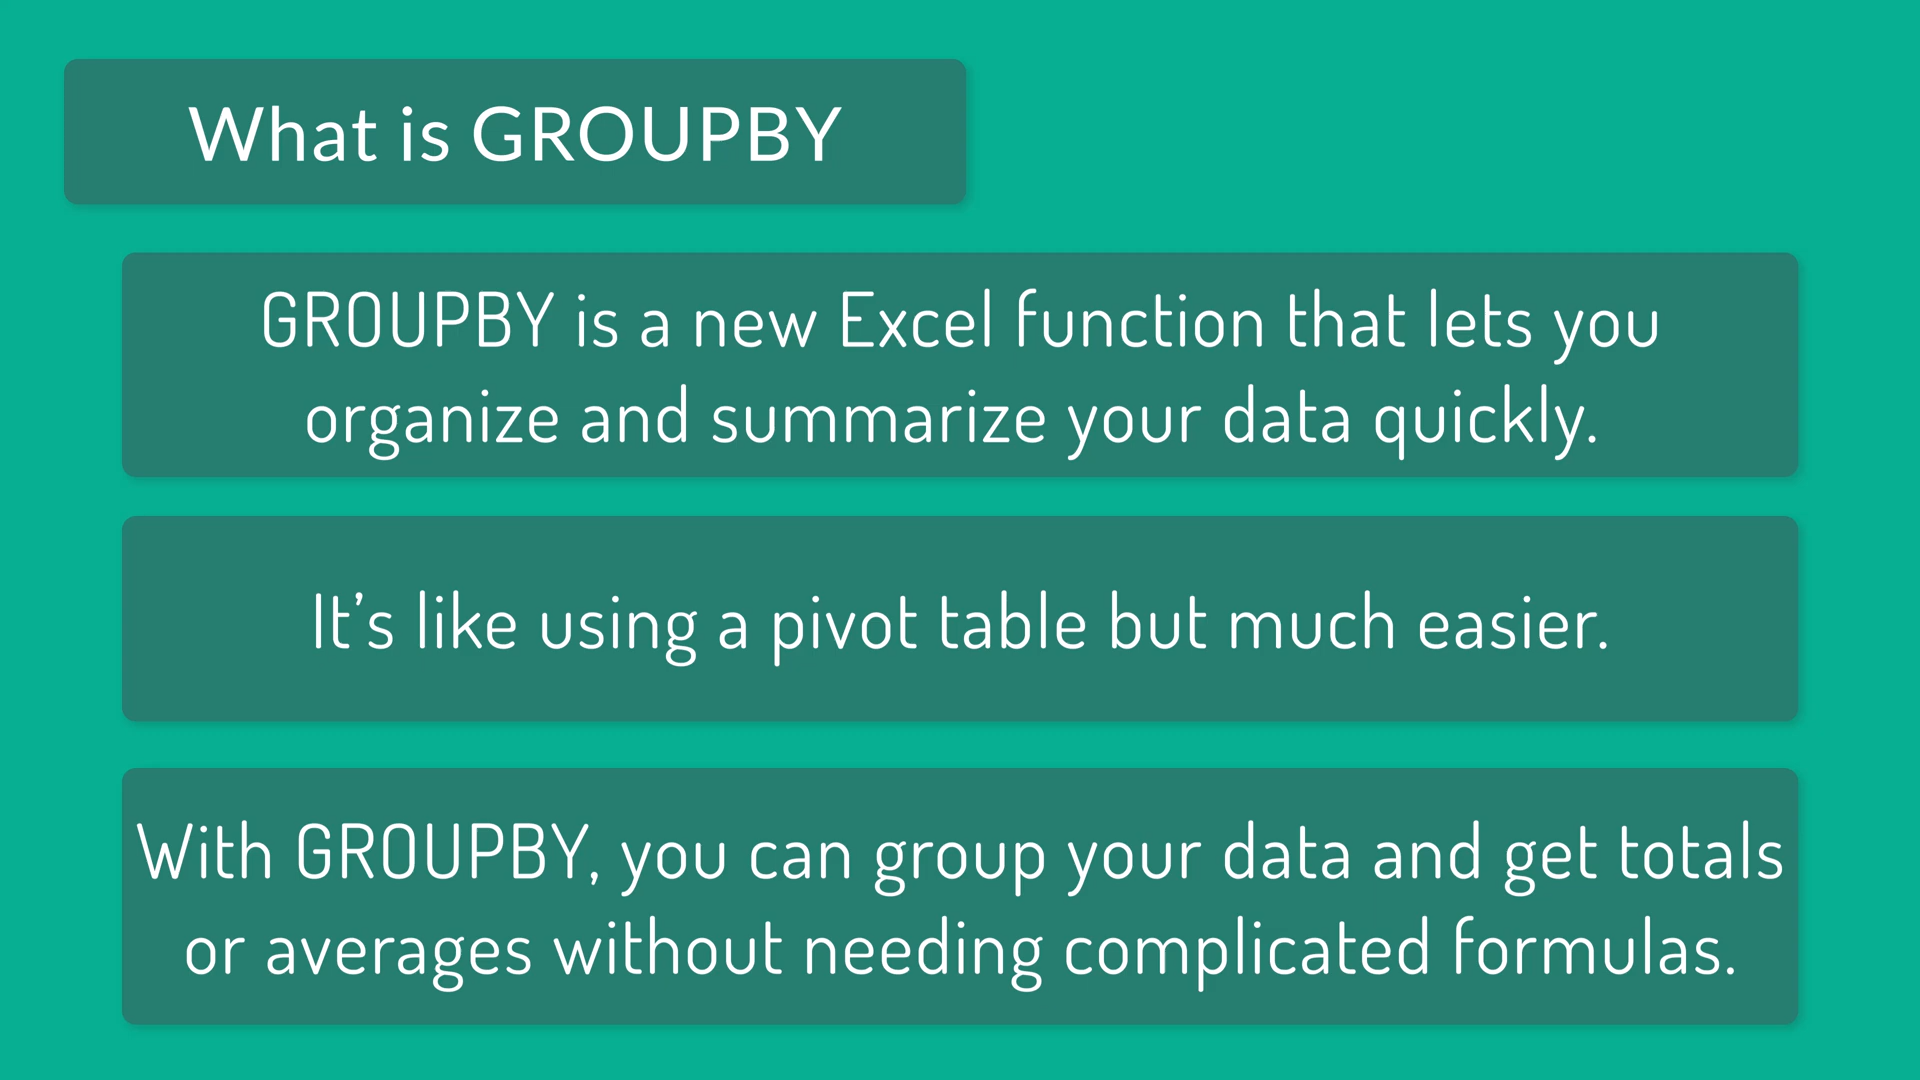 What is GROUPBY
GROUPBY is a new Excel function that lets you
organize and summarize your data quickly.
It’s like using a pivot table but much easier.
With GROUPBY, you can group your data and get totals
or averages without needing complicated formulas.